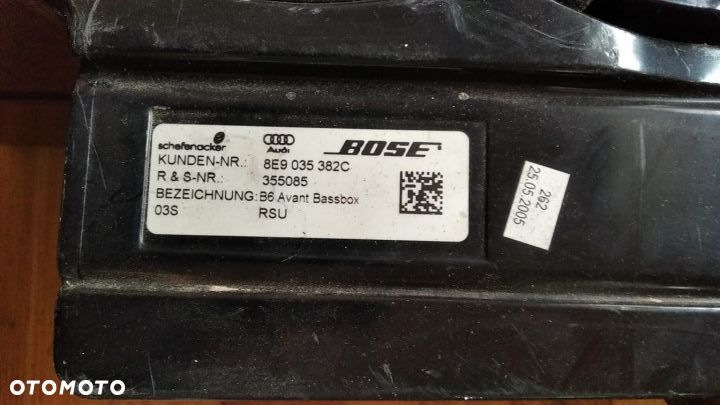 schefenacker
Audi
BOSE
KUNDEN-NR.: 8E9 035 382C
R & S-NR.: 355085
BEZEICHNUNG: B6 Avant Bassbox
03S RSU
262
25.05.2005
OTOMOTO